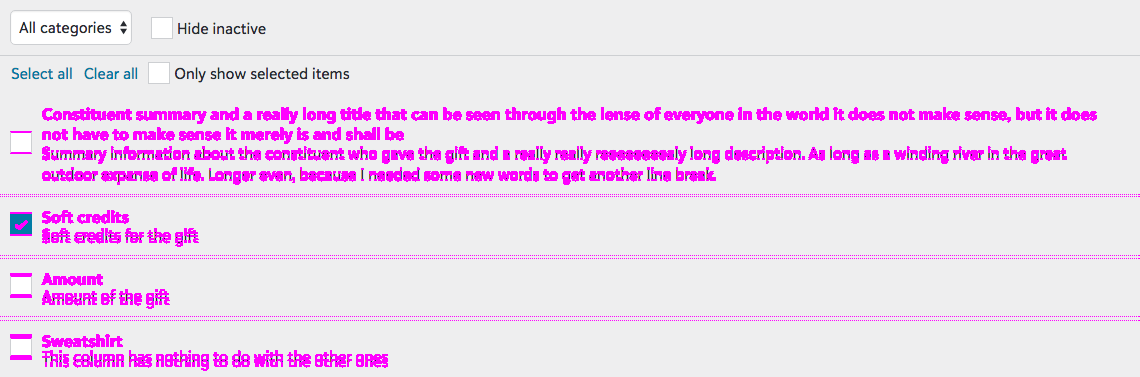 All categories Hide inactive
Select all Clear all Only show selected items
Constituent summary and a really long title that can be seen through the lense of everyone in the world it does not make sense, but it does
not have to make sense it merely is and shall be
Summary information about the constituent who gave the gift and a really really reeeeeeeealy long description. As long as a winding river in the great
outdoor expanse of life. Longer even, because I needed some new words to get another line break.
Soft credits
Soft credits for the gift
Amount
Amount of the gift
Sweatshirt
This column has nothing to do with the other ones